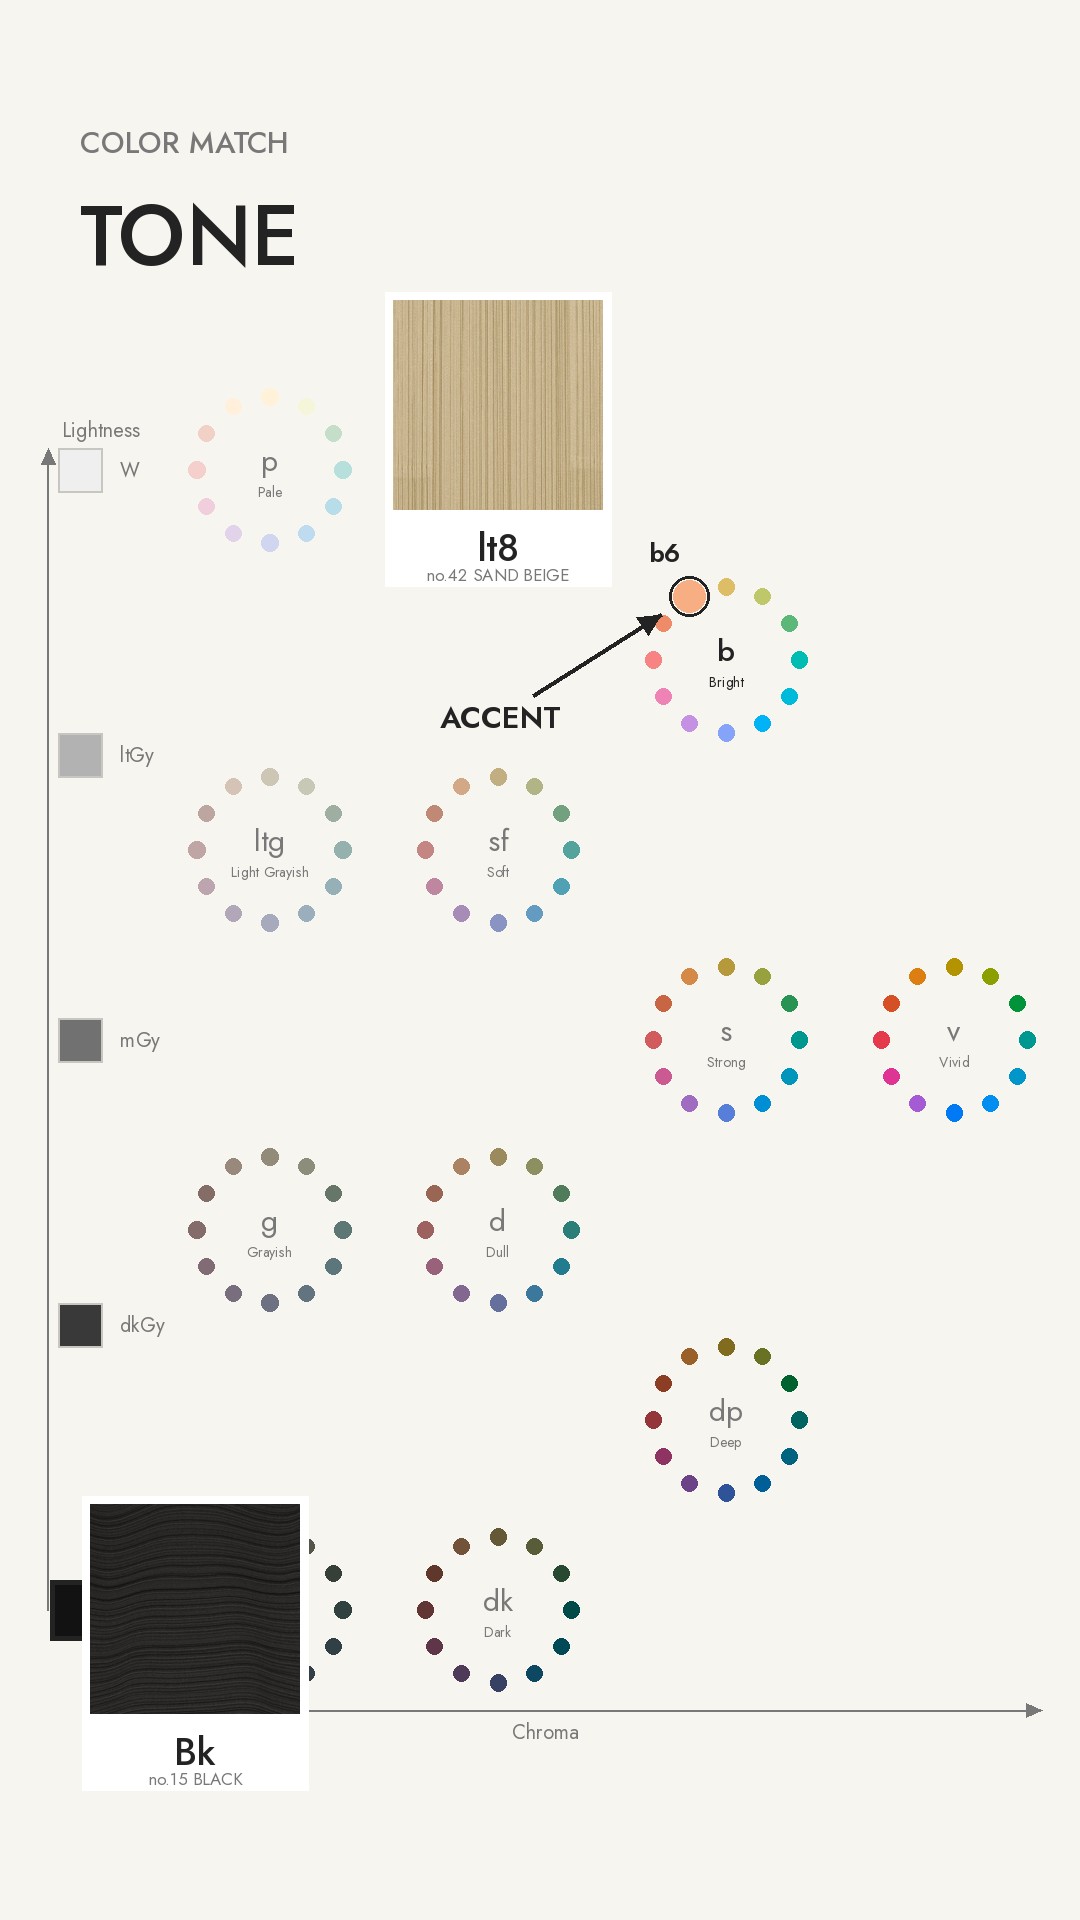 COLOR MATCH
TONE
lt8
no.42 SAND BEIGE
Lightness
W
p
Pale
b6
b
Bright
ACCENT
ltGy
ltg
Light Grayish
sf
Soft
mGy
s
Strong
v
Vivid
g
Grayish
d
Dull
dkGy
dp
Deep
dk
Dark
Chroma
Bk
no.15 BLACK